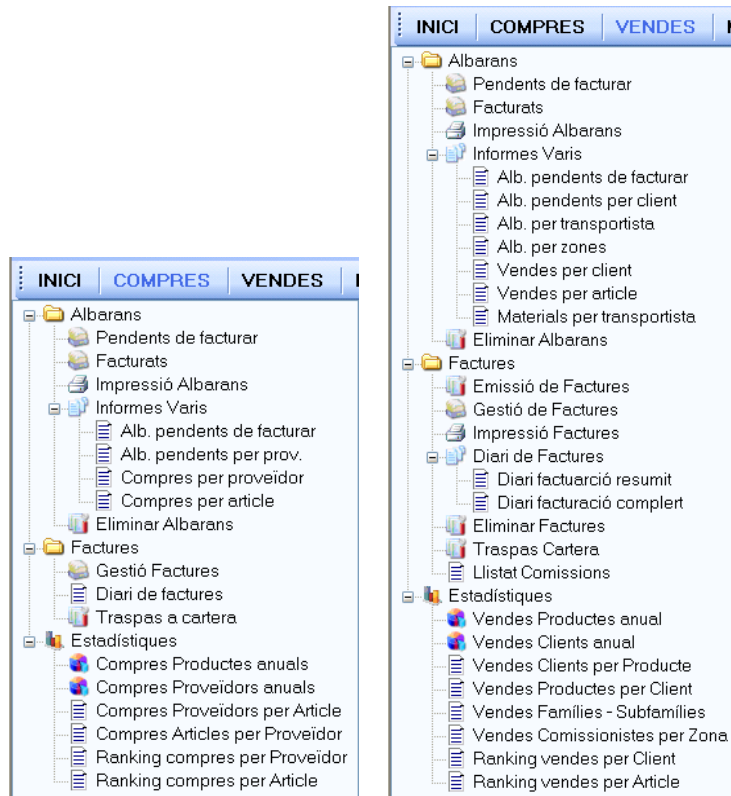 INICI COMPRES VENDES
Albarans
Pendents de facturar
Facturats
Impressió Albarans
Informes Varis
Alb. pendents de facturar
Alb. pendents per prov.
Compres per proveïdor
Compres per article
Eliminar Albarans
Factures
Gestió Factures
Diari de factures
Traspas a cartera
Estadístiques
Compres Productes anuals
Compres Proveïdors anuals
Compres Proveïdors per Article
Compres Articles per Proveïdor
Ranking compres per Proveïdor
Ranking compres per Article
INICI COMPRES VENDES
Albarans
Pendents de facturar
Facturats
Impressió Albarans
Informes Varis
Alb. pendents de facturar
Alb. pendents per client
Alb. per transportista
Alb. per zones
Vendes per client
Vendes per article
Materials per transportista
Eliminar Albarans
Factures
Emissió de Factures
Gestió de Factures
Impressió Factures
Diari de Factures
Diari factuarció resumit
Diari facturació complert
Eliminar Factures
Traspas Cartera
Llistat Comissions
Estadístiques
Vendes Productes anual
Vendes Clients anual
Vendes Clients per Producte
Vendes Productes per Client
Vendes Famílies - Subfamílies
Vendes Comissionistes per Zona
Ranking vendes per Client
Ranking vendes per Article